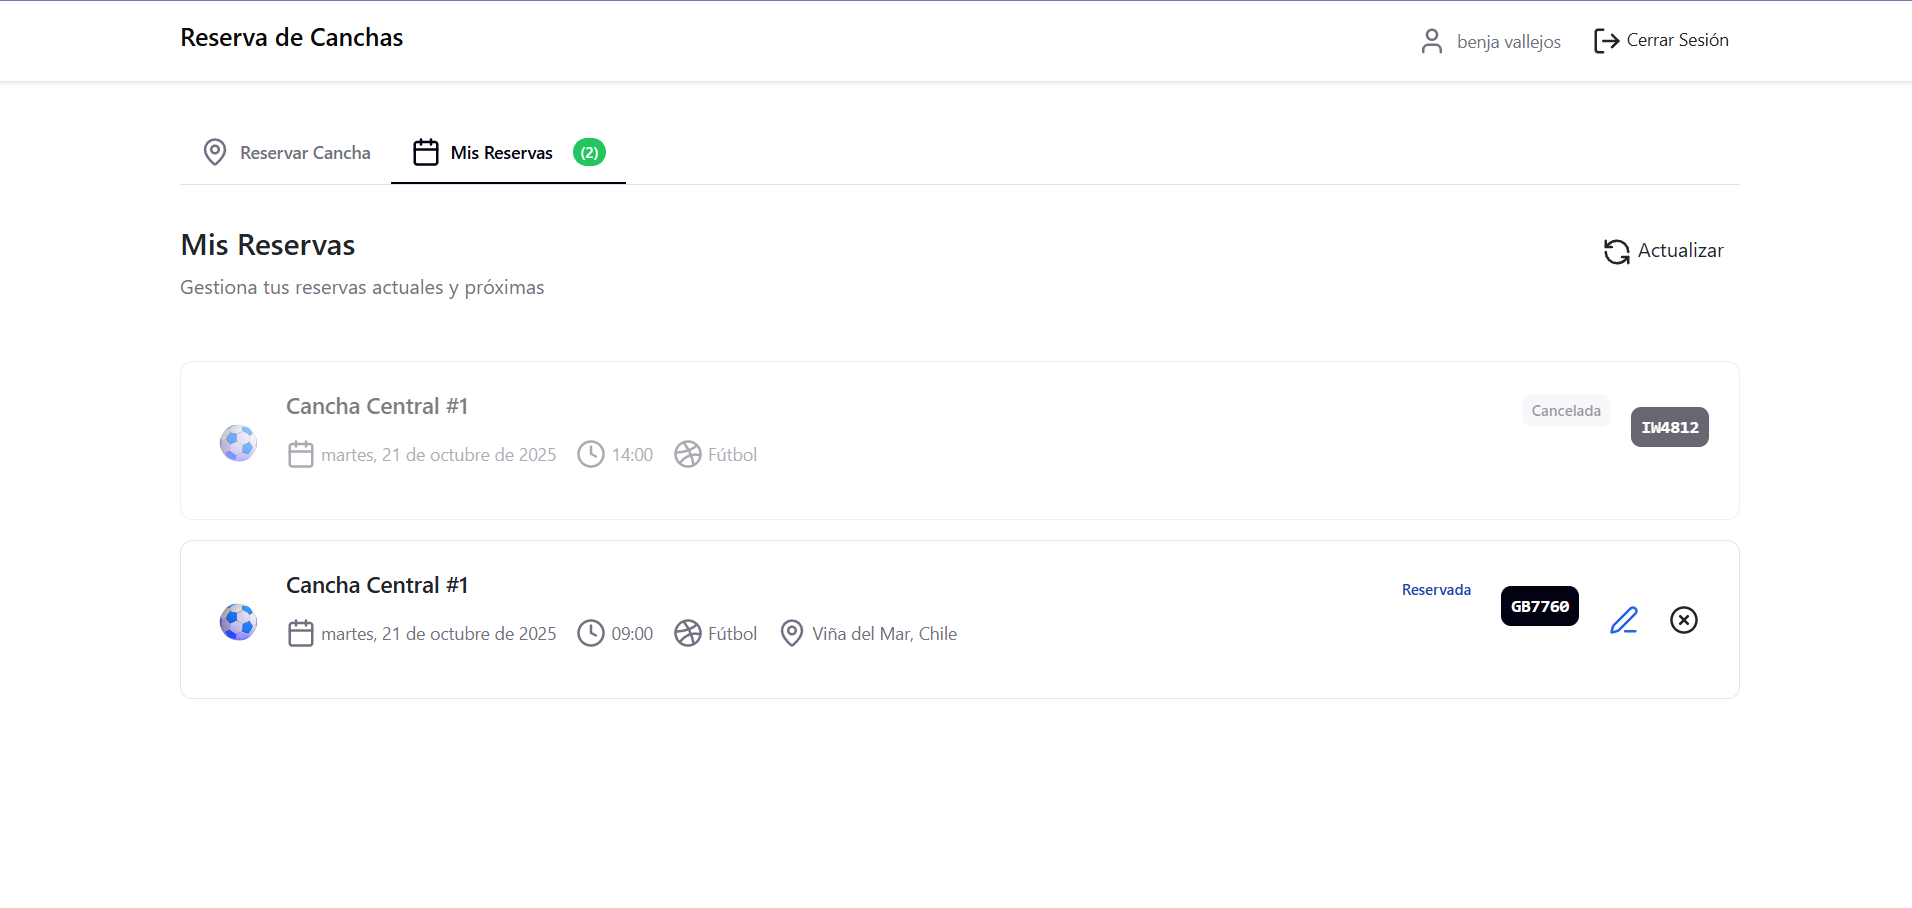 Reserva de Canchas
benja vallejos
Cerrar Sesión
Reservar Cancha
Mis Reservas
(2)
Mis Reservas
Actualizar
Gestiona tus reservas actuales y próximas
Cancha Central #1
Cancelada
IW4812
martes, 21 de octubre de 2025
14:00
Fútbol
Cancha Central #1
Reservada
GB7760
martes, 21 de octubre de 2025
09:00
Fútbol
Viña del Mar, Chile